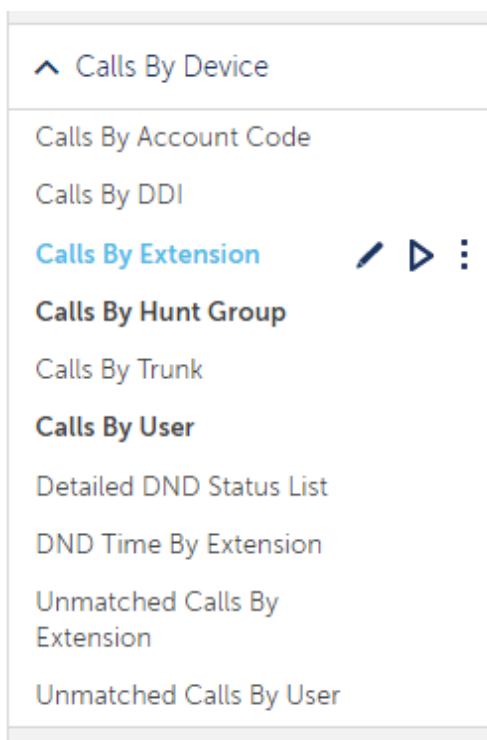 Calls By Device
Calls By Account Code
Calls By DDI
Calls By Extension
Calls By Hunt Group
Calls By Trunk
Calls By User
Detailed DND Status List
DND Time By Extension
Unmatched Calls By
Extension
Unmatched Calls By User